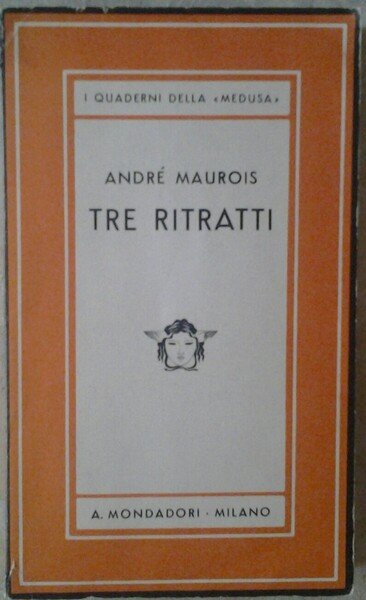 I QUADERNI DELLA «MEDUSA»
ANDRÉ MAUROIS
TRE RITRATTI
A. MONDADORI · MILANO